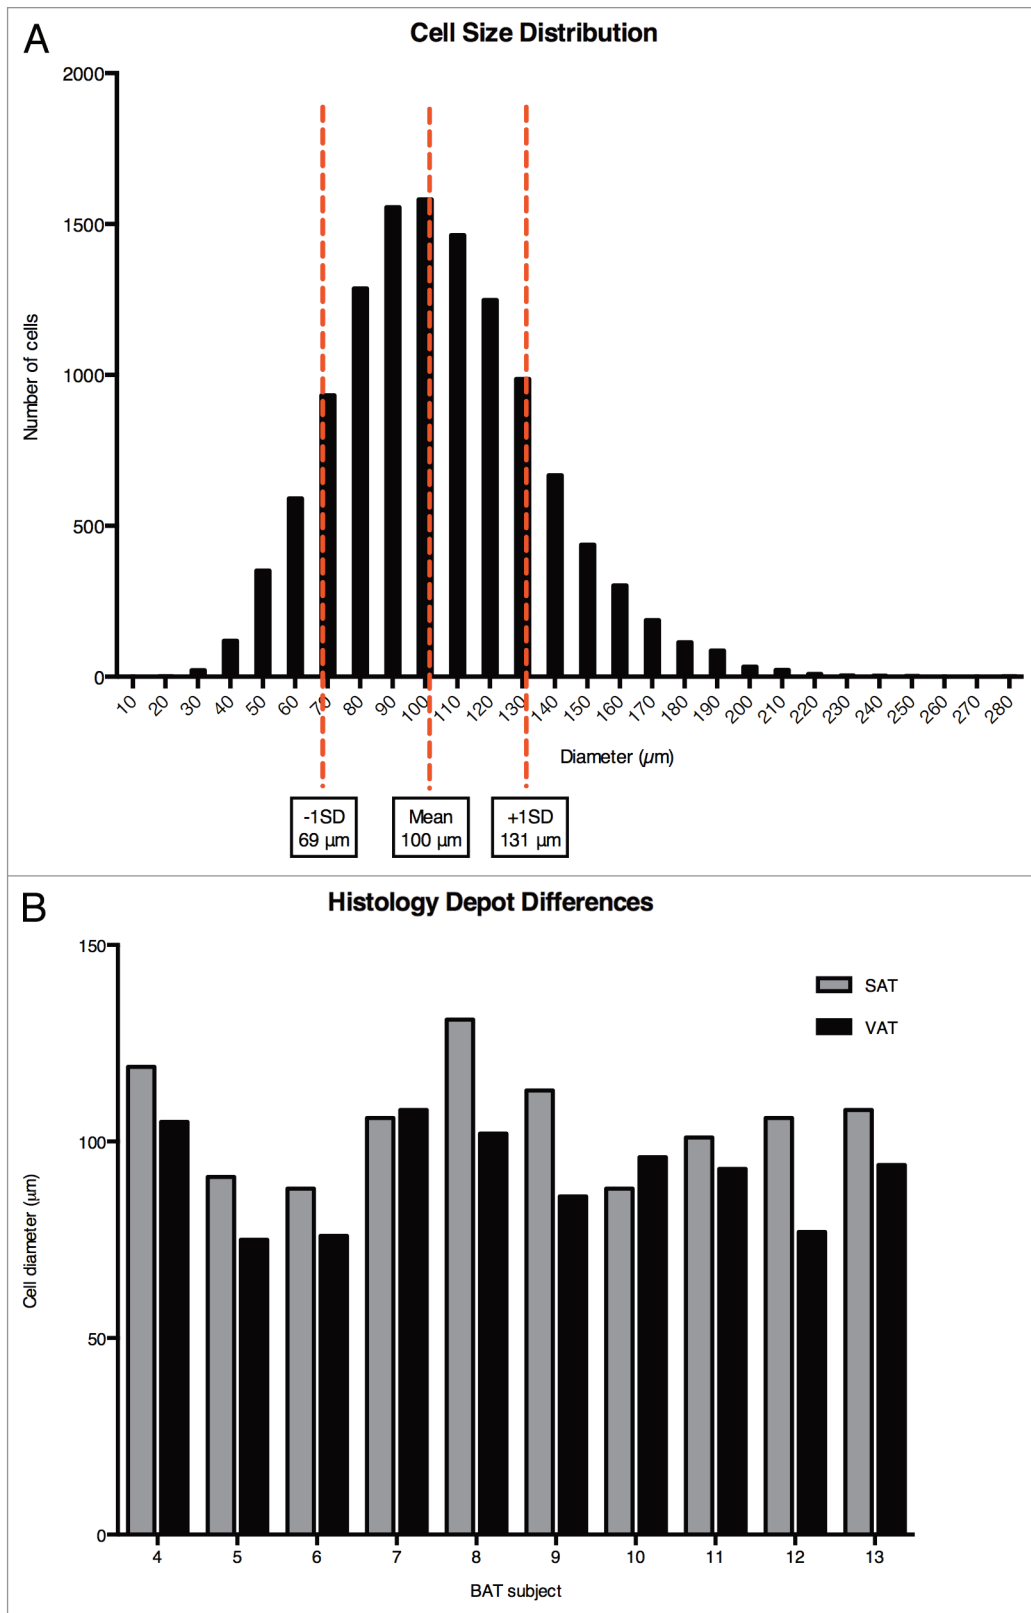 A
Cell Size Distribution
2000
1500
1000
500
0
Number of cells
10 20 30 40 50 60 70 80 90 100 110 120 130 140 150 160 170 180 190 200 210 220 230 240 250 260 270 280
Diameter (µm)
-1SD
69 µm
Mean
100 µm
+1SD
131 µm
B
Histology Depot Differences
150
100
50
0
Cell diameter (µm)
SAT
VAT
4 5 6 7 8 9 10 11 12 13
BAT subject